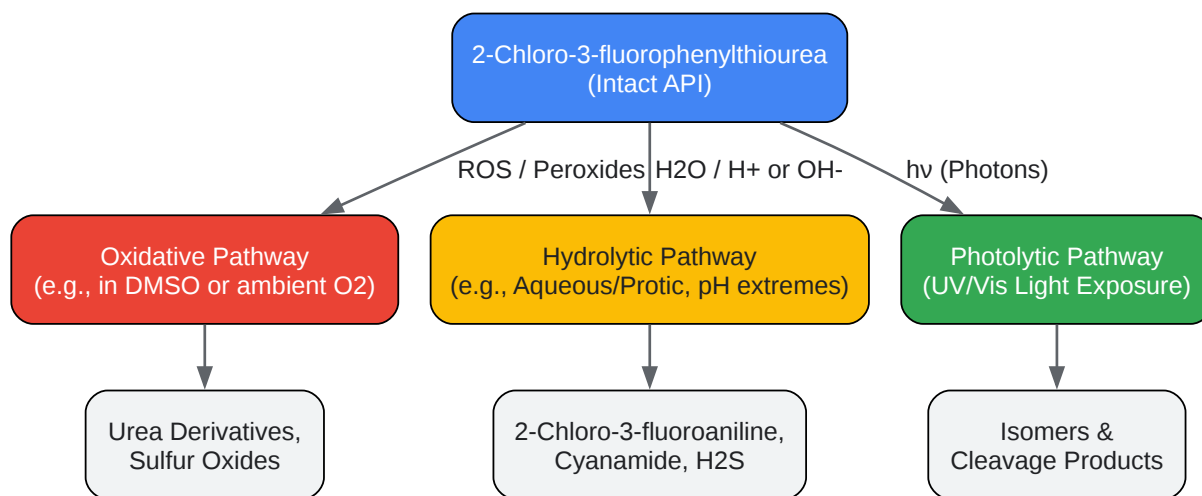 2-Chloro-3-fluorophenylthiourea
(Intact API)
ROS / Peroxides
H2O / H+ or OH-
hν (Photons)
Oxidative Pathway
(e.g., in DMSO or ambient O2)
Hydrolytic Pathway
(e.g., Aqueous/Protic, pH extremes)
Photolytic Pathway
(UV/Vis Light Exposure)
Urea Derivatives,
Sulfur Oxides
2-Chloro-3-fluoroaniline,
Cyanamide, H2S
Isomers &
Cleavage Products